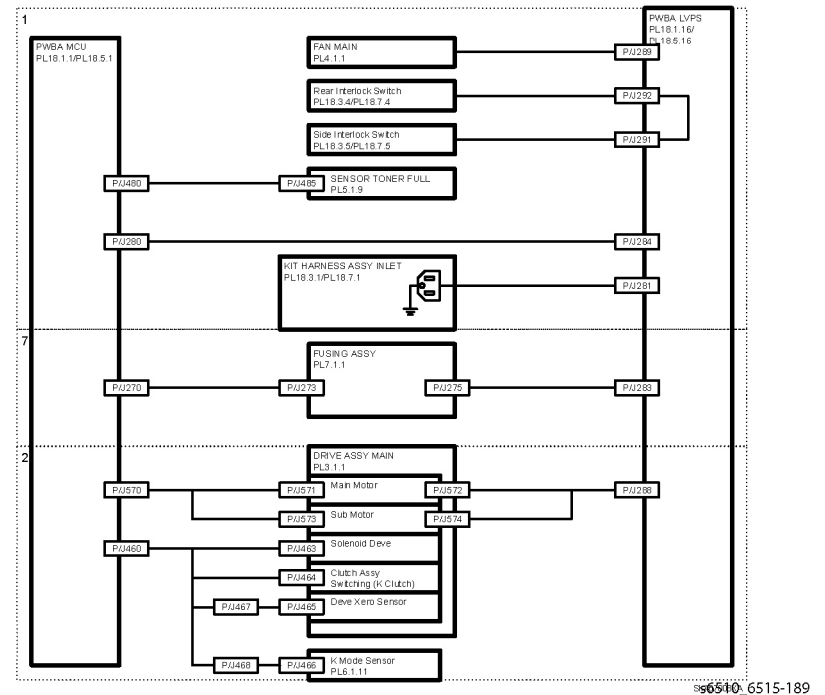 1
PWBA LVPS
PL18.1.16/
PL18.5.16
PWBA MCU
PL18.1.1/PL18.5.1
FAN MAIN
PL4.1.1
P/J289
Rear Interlock Switch
PL18.3.4/PL18.7.4
P/J292
Side Interlock Switch
PL18.3.5/PL18.7.5
P/J291
P/J480
P/J485
SENSOR TONER FULL
PL5.1.9
P/J280
P/J284
KIT HARNESS ASSY INLET
PL18.3.1/PL18.7.1
P/J281
7
FUSING ASSY
PL7.1.1
P/J270
P/J273
P/J275
P/J283
2
DRIVE ASSY MAIN
PL3.1.1
P/J570
P/J571
Main Motor
P/J572
P/J288
P/J573
Sub Motor
P/J574
P/J460
P/J463
Solenoid Deve
P/J464
Clutch Assy
Switching (K Clutch)
P/J467
P/J465
Deve Xero Sensor
P/J468
P/J466
K Mode Sensor
PL6.1.11
s6510_6515-189